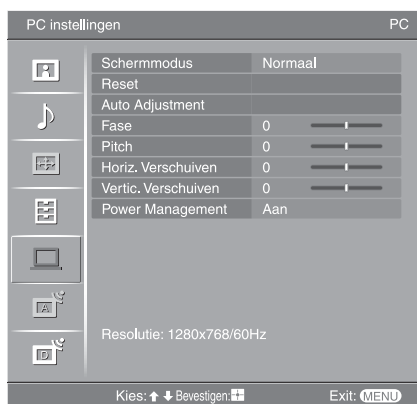 PC instellingen PC
Schermmodus Normaal
Reset
Auto Adjustment
Fase 0
Pitch 0
Horiz. Verschuiven 0
Vertic. Verschuiven 0
Power Management Aan
A
D
Resolutie: 1280x768/60Hz
Kies: Bevestigen: Exit: MENU